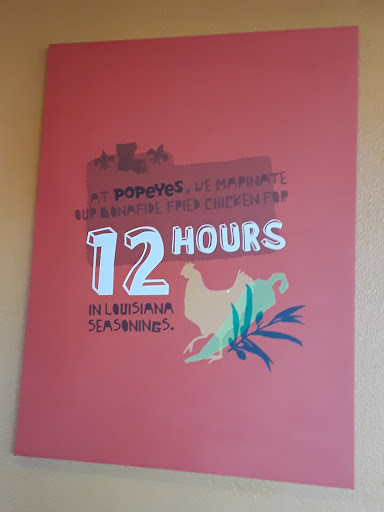 AT POPEYES, WE MARINATE
OUR BONAFIDE FRIED CHICKEN FOR
12 HOURS
IN LOUISIANA
SEASONINGS.